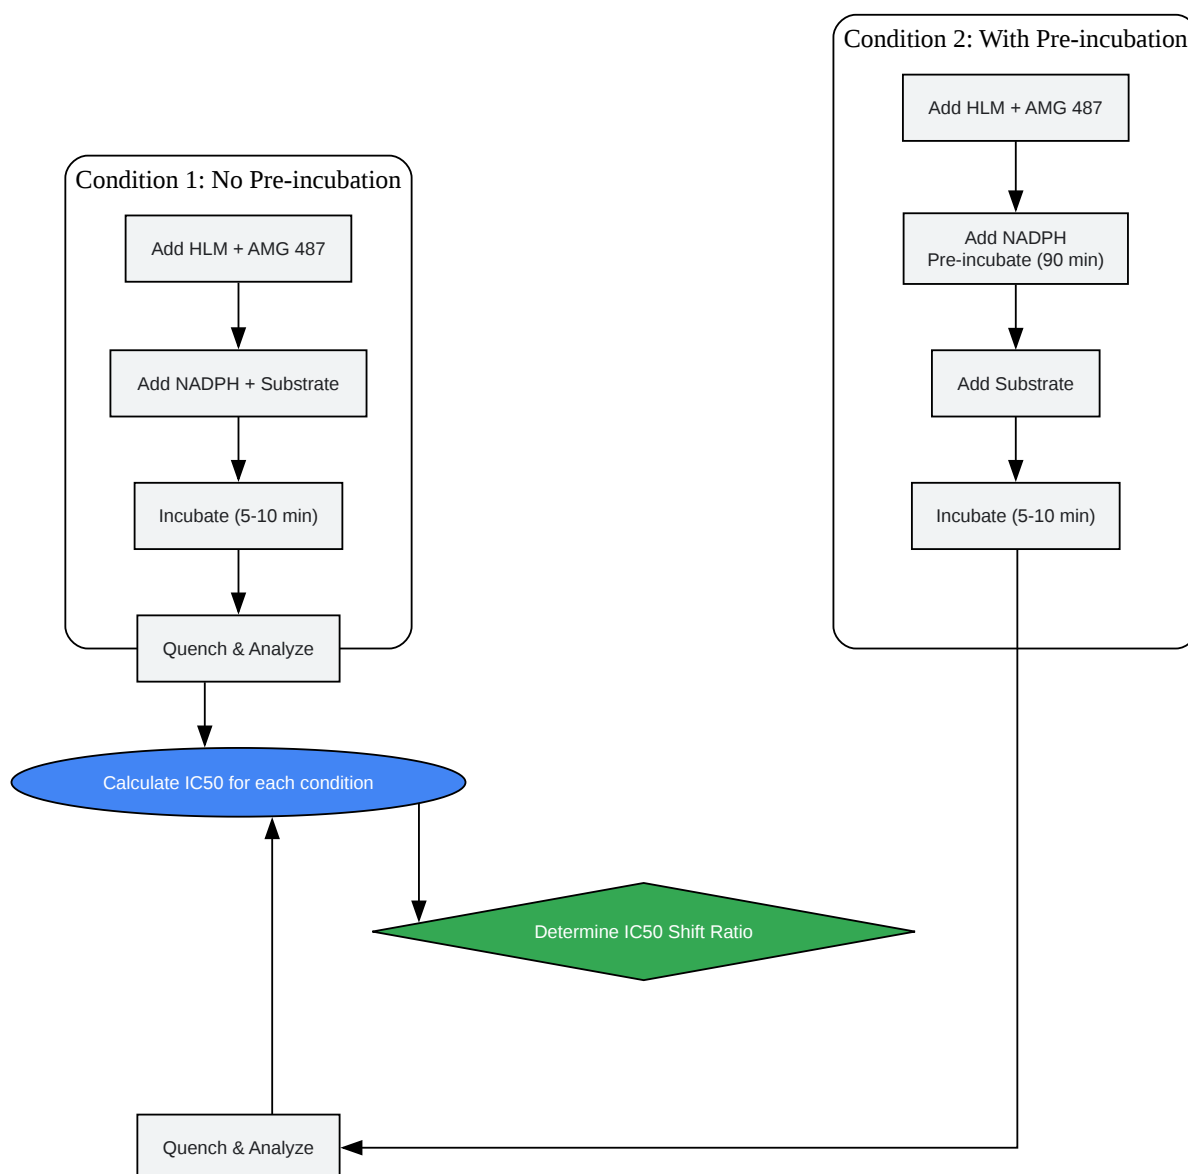 Condition 1: No Pre-incubation
Add HLM + AMG 487
Add NADPH + Substrate
Incubate (5-10 min)
Quench & Analyze
Condition 2: With Pre-incubation
Add HLM + AMG 487
Add NADPH
Pre-incubate (90 min)
Add Substrate
Incubate (5-10 min)
Quench & Analyze
Calculate IC50 for each condition
Determine IC50 Shift Ratio